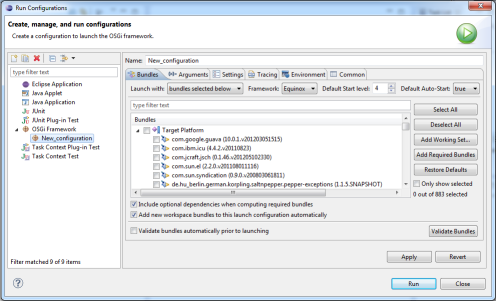 Run Configurations
Create, manage, and run configurations
Create a configuration to launch the OSGi framework.
type filter text
Eclipse Application
Java Applet
Java Application
JUnit
JUnit Plug-in Test
OSGi Framework
New_configuration
Task Context Plug-in Test
Task Context Test
Filter matched 9 of 9 items
Name: New_configuration
Bundles Arguments Settings Tracing Environment Common
Launch with: bundles selected below Framework: Equinox Default Start level: 4 Default Auto-Start: true
type filter text
Bundles
Target Platform
com.google.guava (10.0.1.v201203051515)
com.ibm.icu (4.4.2.v20110823)
com.jcraft.jsch (0.1.46.v201205102330)
com.sun.el (2.2.0.v201108011116)
com.sun.syndication (0.9.0.v200803061811)
de.hu_berlin.german.korpling.saltnpepper.pepper-exceptions (1.1.5.SNAPSHOT)
Select All
Deselect All
Add Working Set...
Add Required Bundles
Restore Defaults
Only show selected
0 out of 883 selected
Include optional dependencies when computing required bundles
Add new workspace bundles to this launch configuration automatically
Validate bundles automatically prior to launching
Validate Bundles
Apply Revert
Run Close